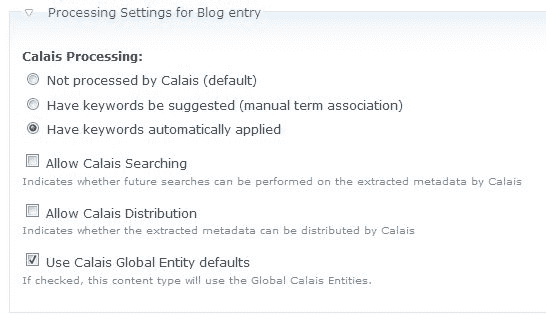 Processing Settings for Blog entry
Calais Processing:
Not processed by Calais (default)
Have keywords be suggested (manual term association)
Have keywords automatically applied
Allow Calais Searching
Indicates whether future searches can be performed on the extracted metadata by Calais
Allow Calais Distribution
Indicates whether the extracted metadata can be distributed by Calais
Use Calais Global Entity defaults
If checked, this content type will use the Global Calais Entities.